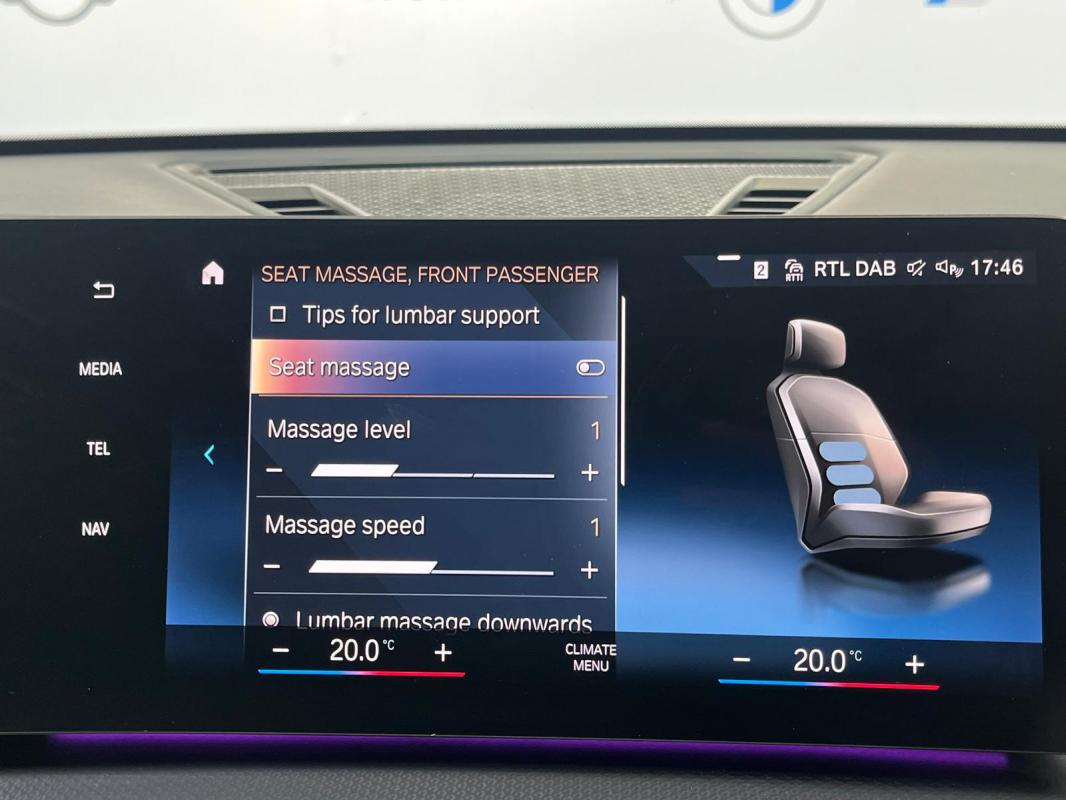 SEAT MASSAGE, FRONT PASSENGER
2 RTTI RTL DAB P 17:46
Tips for lumbar support
MEDIA
Seat massage
Massage level 1
TEL
- +
NAV
Massage speed 1
- +
Lumbar massage downwards
- 20.0°C +
CLIMATE
MENU
- 20.0°C +